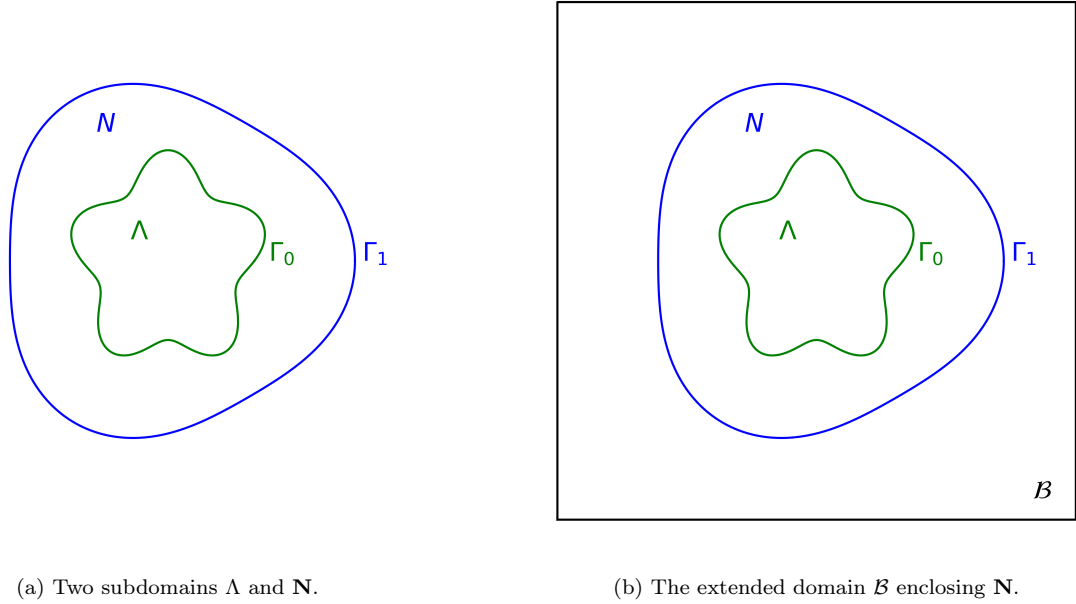 N
Λ
Γ₀
Γ₁
N
Λ
Γ₀
Γ₁
ℬ
(a) Two subdomains Λ and N.
(b) The extended domain ℬ enclosing N.